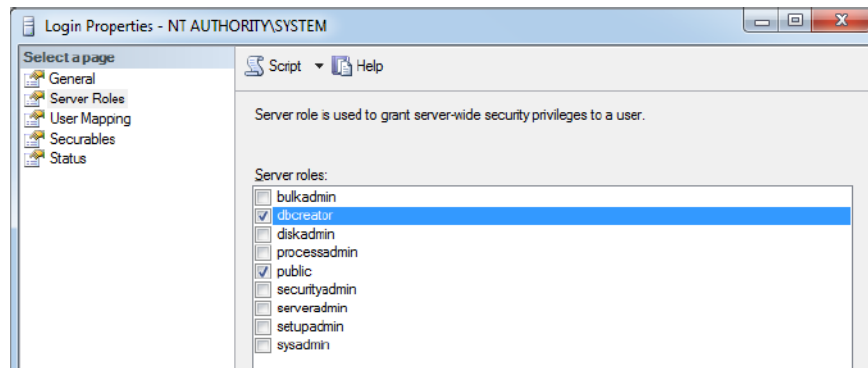 Login Properties - NT AUTHORITY\SYSTEM
Select a page
General
Server Roles
User Mapping
Securables
Status
Script
Help
Server role is used to grant server-wide security privileges to a user.
Server roles:
bulkadmin
dbcreator
diskadmin
processadmin
public
securityadmin
serveradmin
setupadmin
sysadmin